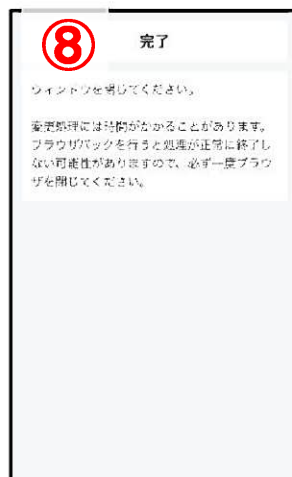 ⑧
完了
ウィンドウを閉じてください。
変更処理には時間がかかることがあります。
ブラウザバックを行うと処理が正常に終了し
ない可能性がありますので、必ず一度ブラウ
ザを閉じてください。